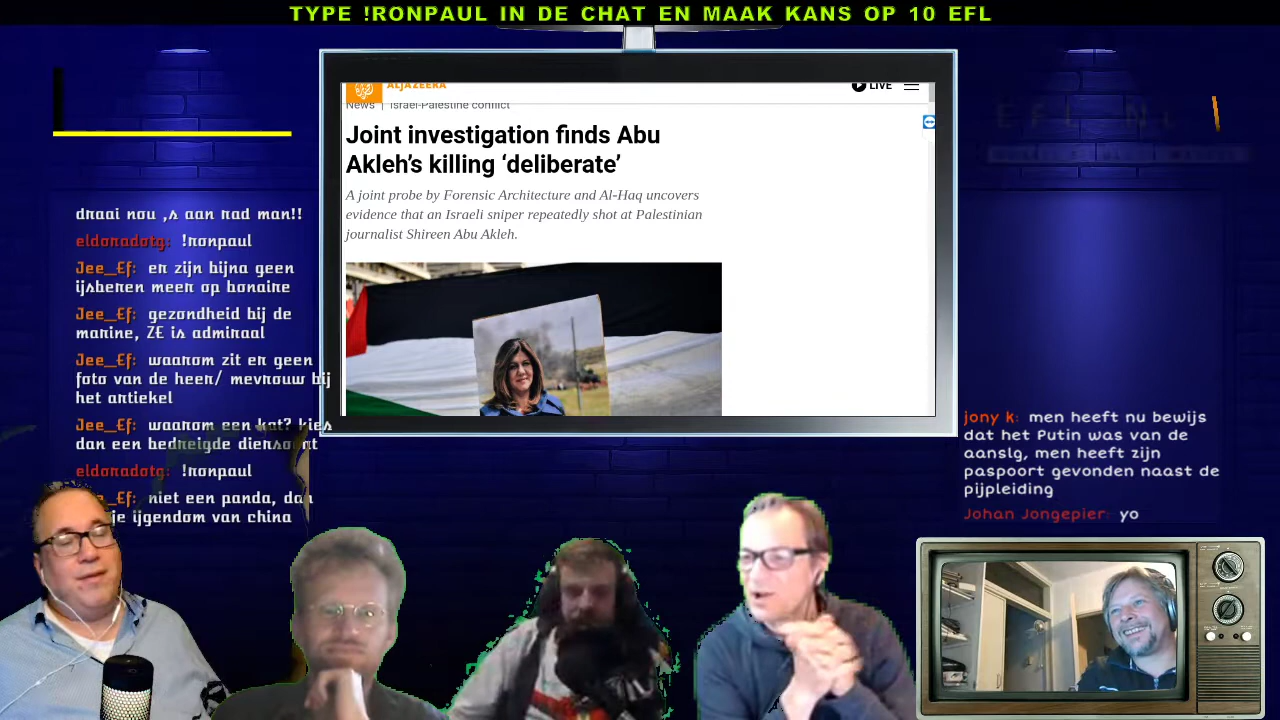 TYPE !RONPAUL IN DE CHAT EN MAAK KANS OP 10 EFL
ALJAZEERA
LIVE
News | Israel-Palestine conflict
Joint investigation finds Abu
Akleh's killing 'deliberate'
A joint probe by Forensic Architecture and Al-Haq uncovers
evidence that an Israeli sniper repeatedly shot at Palestinian
journalist Shireen Abu Akleh.
draai nou ,s aan rad man!!
eldoradotg: !ronpaul
Jee_Ef: er zijn bijna geen
ijsberen meer op bonaire
Jee_Ef: gezondheid bij de
marine, ZE is admiraal
Jee_Ef: waarom zit er geen
foto van de heer/ mevrouw bij
het artiekel
Jee_Ef: waarom een kat? kies
dan een bedreigde diersoort
eldoradotg: !ronpaul
e_Ef: niet een panda, dan
je ijgendom van china
jony k: men heeft nu bewijs
dat het Putin was van de
aanslg, men heeft zijn
paspoort gevonden naast de
pijpleiding
Johan Jongepier: yo